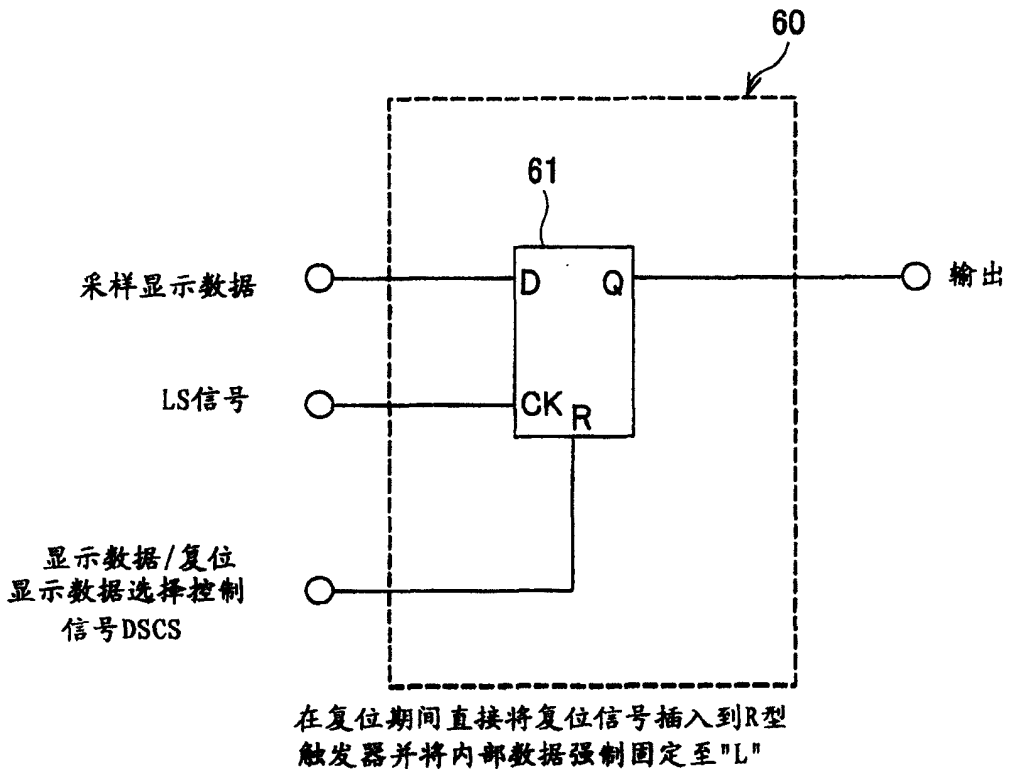 60
61
采样显示数据
D
Q
输出
LS信号
CK
R
显示数据/复位
显示数据选择控制
信号DSCS
在复位期间直接将复位信号插入到R型
触发器并将内部数据强制固定至"L"